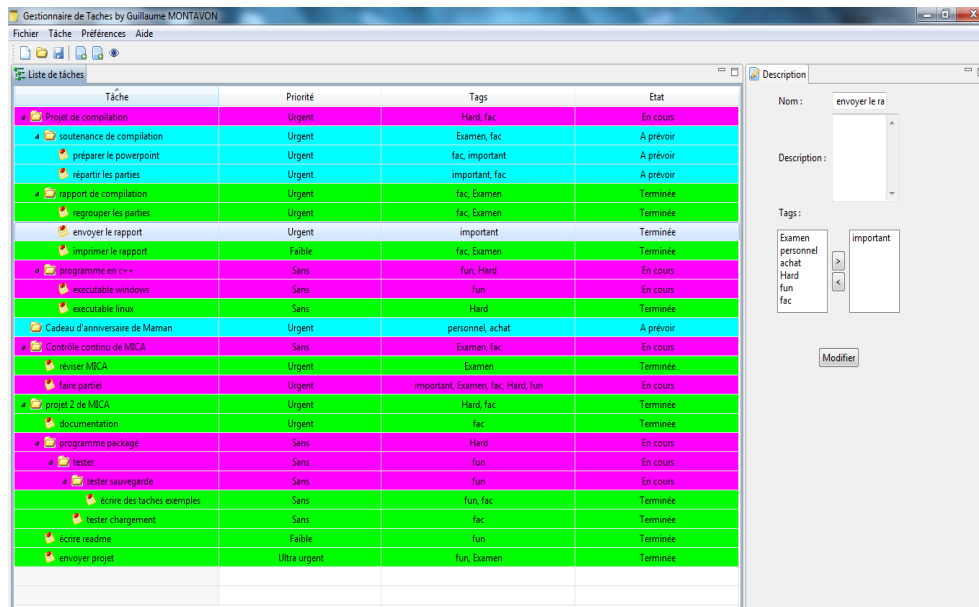 Gestionnaire de Taches by Guillaume MONTAVON
Fichier Tâche Préférences Aide
Liste de tâches
Tâche Priorité Tags Etat
Projet de compilation Urgent Hard, fac En cours
soutenance de compilation Urgent Examen, fac A prévoir
préparer le powerpoint Urgent fac, important A prévoir
répartir les parties Urgent important, fac A prévoir
rapport de compilation Urgent fac, Examen Terminée
regrouper les parties Urgent fac, Examen Terminée
envoyer le rapport Urgent important Terminée
imprimer le rapport Faible fac, Examen Terminée
programme en c++ Sans fun, Hard En cours
executable windows Sans fun En cours
executable linux Sans Hard Terminée
Cadeau d'anniversaire de Maman Urgent personnel, achat A prévoir
Contrôle continu de MICA Sans Examen, fac En cours
réviser MICA Urgent Examen Terminée
faire partiel Urgent important, Examen, fac, Hard, fun En cours
projet 2 de MICA Urgent Hard, fac Terminée
documentation Urgent fac Terminée
programme packagé Sans Hard En cours
tester Sans fun En cours
tester sauvegarde Sans fun En cours
écrire des taches exemples Sans fun, fac Terminée
tester chargement Sans fac Terminée
écrire readme Faible fun Terminée
envoyer projet Ultra urgent fun, Examen Terminée
Description
Nom : envoyer le ra
Description :
Tags :
Examen
personnel
achat
Hard
fun
fac
>
<
important
Modifier